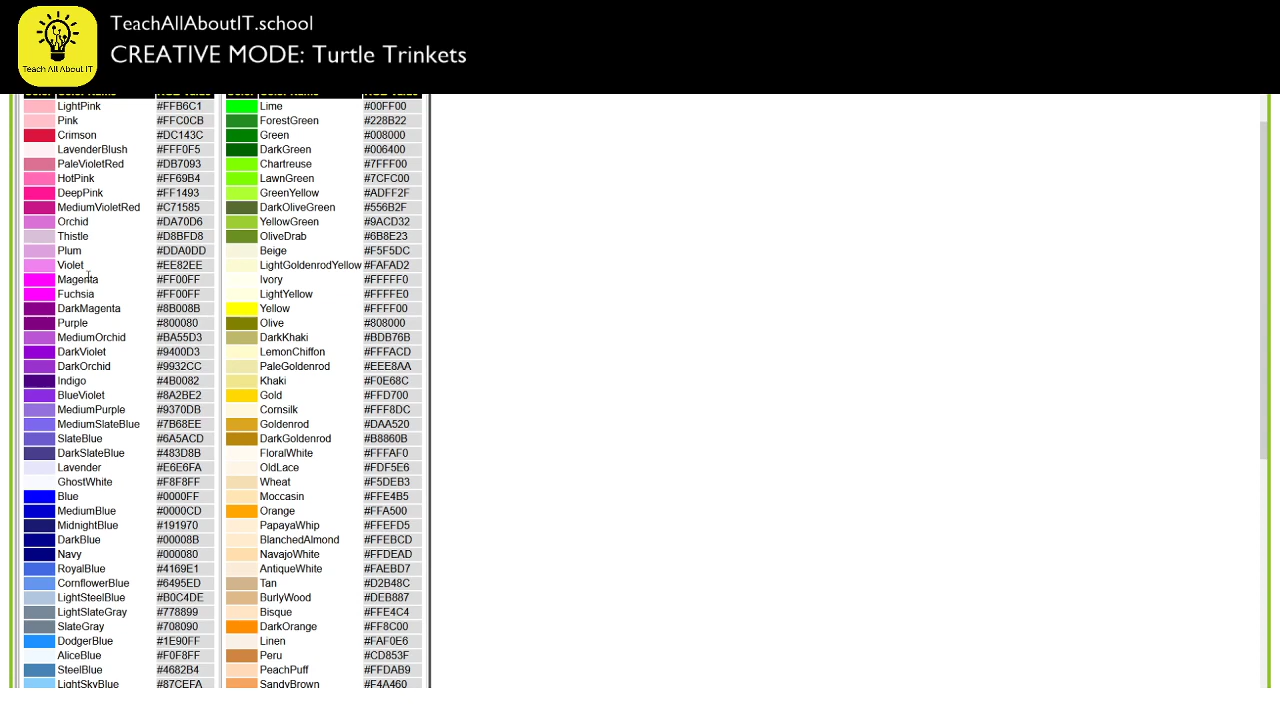 TeachAllAboutIT.school
CREATIVE MODE: Turtle Trinkets
Teach All About IT
LightPink #FFB6C1 Lime #00FF00
Pink #FFC0CB ForestGreen #228B22
Crimson #DC143C Green #008000
LavenderBlush #FFF0F5 DarkGreen #006400
PaleVioletRed #DB7093 Chartreuse #7FFF00
HotPink #FF69B4 LawnGreen #7CFC00
DeepPink #FF1493 GreenYellow #ADFF2F
MediumVioletRed #C71585 DarkOliveGreen #556B2F
Orchid #DA70D6 YellowGreen #9ACD32
Thistle #D8BFD8 OliveDrab #6B8E23
Plum #DDA0DD Beige #F5F5DC
Violet #EE82EE LightGoldenrodYellow #FAFAD2
Magenta #FF00FF Ivory #FFFFF0
Fuchsia #FF00FF LightYellow #FFFFE0
DarkMagenta #8B008B Yellow #FFFF00
Purple #800080 Olive #808000
MediumOrchid #BA55D3 DarkKhaki #BDB76B
DarkViolet #9400D3 LemonChiffon #FFFACD
DarkOrchid #9932CC PaleGoldenrod #EEE8AA
Indigo #4B0082 Khaki #F0E68C
BlueViolet #8A2BE2 Gold #FFD700
MediumPurple #9370DB Cornsilk #FFF8DC
MediumSlateBlue #7B68EE Goldenrod #DAA520
SlateBlue #6A5ACD DarkGoldenrod #B8860B
DarkSlateBlue #483D8B FloralWhite #FFFAF0
Lavender #E6E6FA OldLace #FDF5E6
GhostWhite #F8F8FF Wheat #F5DEB3
Blue #0000FF Moccasin #FFE4B5
MediumBlue #0000CD Orange #FFA500
MidnightBlue #191970 PapayaWhip #FFEFD5
DarkBlue #00008B BlanchedAlmond #FFEBCD
Navy #000080 NavajoWhite #FFDEAD
RoyalBlue #4169E1 AntiqueWhite #FAEBD7
CornflowerBlue #6495ED Tan #D2B48C
LightSteelBlue #B0C4DE BurlyWood #DEB887
LightSlateGray #778899 Bisque #FFE4C4
SlateGray #708090 DarkOrange #FF8C00
DodgerBlue #1E90FF Linen #FAF0E6
AliceBlue #F0F8FF Peru #CD853F
SteelBlue #4682B4 PeachPuff #FFDAB9
LightSkyBlue #87CEFA SandyBrown #F4A460